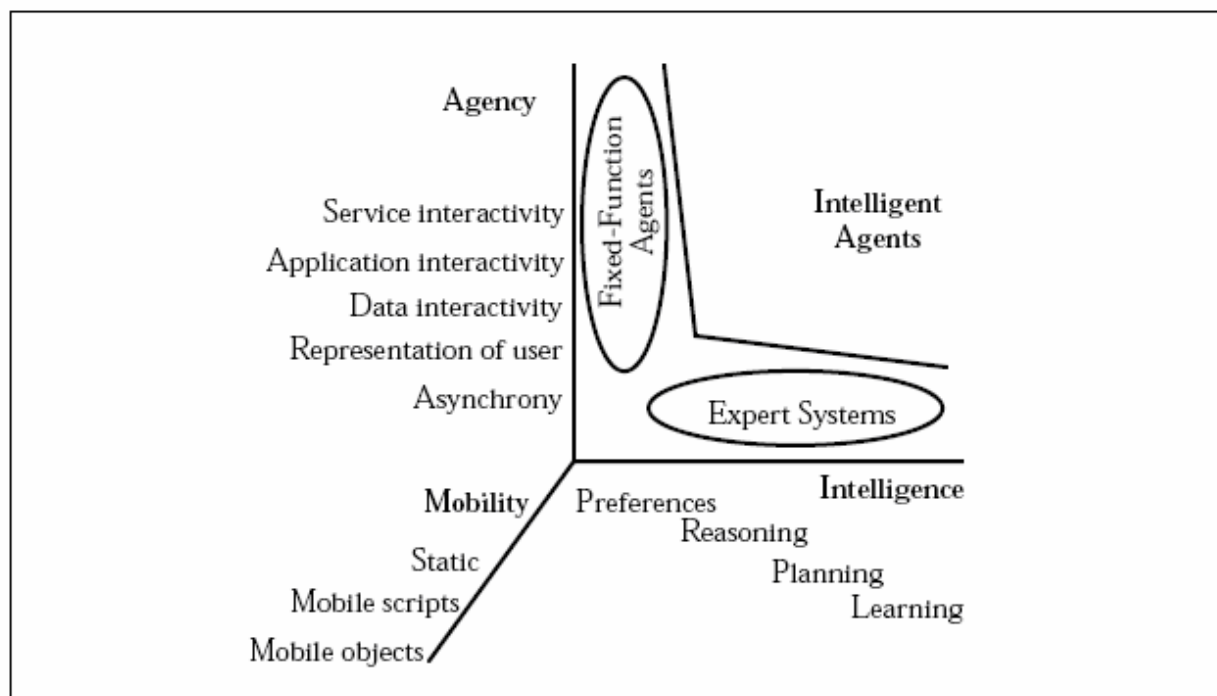 Agency
Service interactivity
Application interactivity
Data interactivity
Representation of user
Asynchrony
Fixed-Function
Agents
Intelligent
Agents
Expert Systems
Intelligence
Preferences
Reasoning
Planning
Learning
Mobility
Static
Mobile scripts
Mobile objects